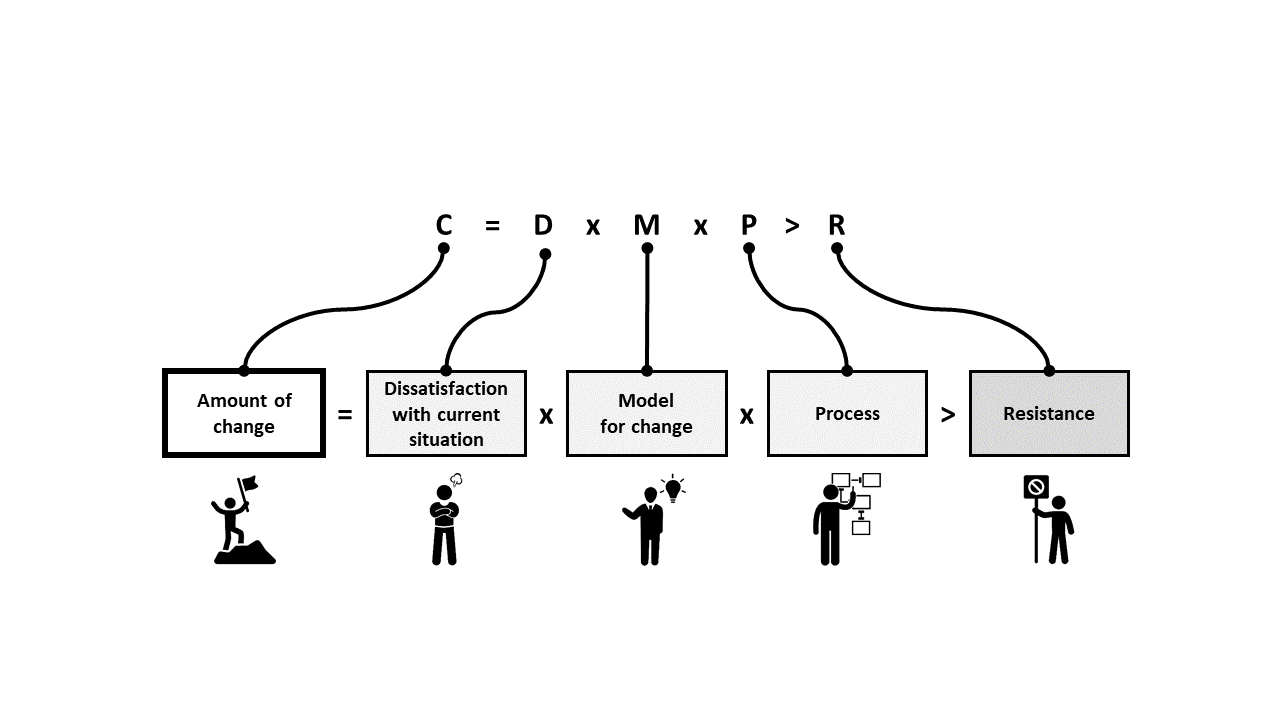 C = D x M x P > R
Amount of
change
=
Dissatisfaction
with current
situation
x
Model
for change
x
Process
>
Resistance